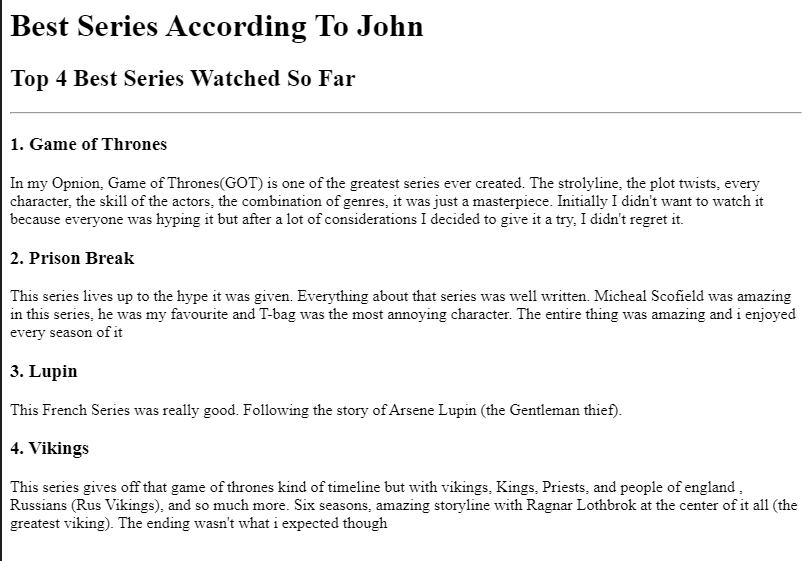 Best Series According To John
Top 4 Best Series Watched So Far
1. Game of Thrones
In my Opnion, Game of Thrones(GOT) is one of the greatest series ever created. The strolyline, the plot twists, every
character, the skill of the actors, the combination of genres, it was just a masterpiece. Initially I didn't want to watch it
because everyone was hyping it but after a lot of considerations I decided to give it a try, I didn't regret it.
2. Prison Break
This series lives up to the hype it was given. Everything about that series was well written. Micheal Scofield was amazing
in this series, he was my favourite and T-bag was the most annoying character. The entire thing was amazing and i enjoyed
every season of it
3. Lupin
This French Series was really good. Following the story of Arsene Lupin (the Gentleman thief).
4. Vikings
This series gives off that game of thrones kind of timeline but with vikings, Kings, Priests, and people of england ,
Russians (Rus Vikings), and so much more. Six seasons, amazing storyline with Ragnar Lothbrok at the center of it all (the
greatest viking). The ending wasn't what i expected though